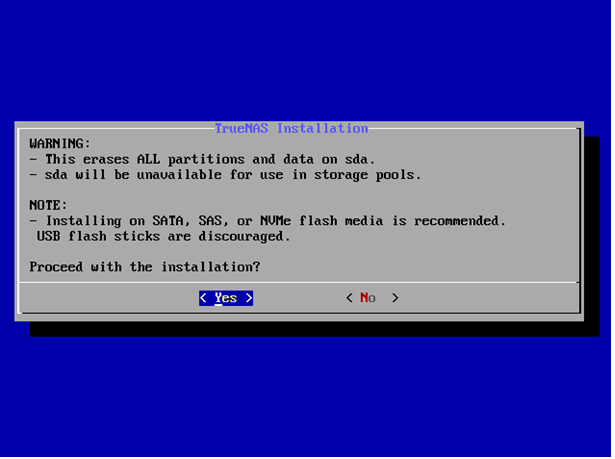 TrueNAS Installation
WARNING:
- This erases ALL partitions and data on sda.
- sda will be unavailable for use in storage pools.
NOTE:
- Installing on SATA, SAS, or NVMe flash media is recommended.
USB flash sticks are discouraged.
Proceed with the installation?
< Yes > < No >